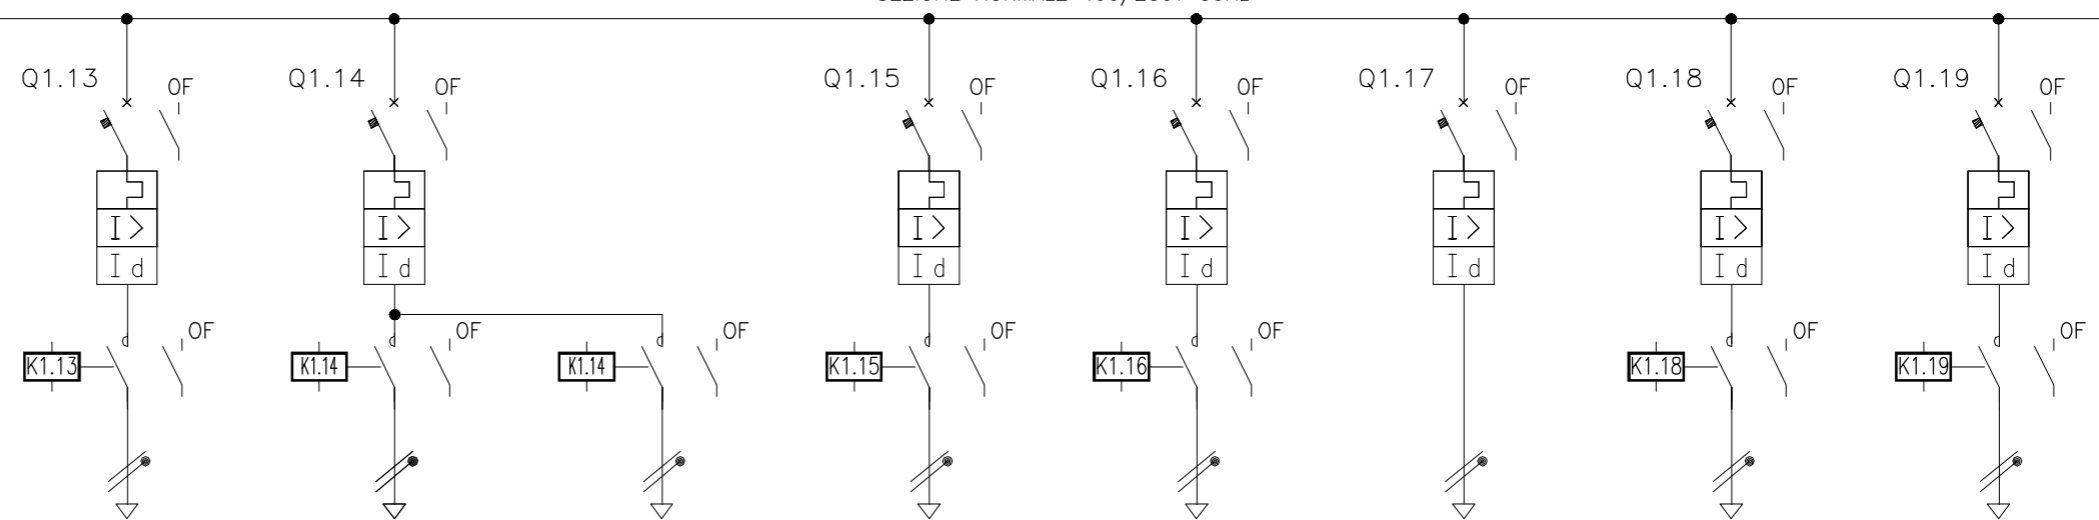 Q1.13 OF Q1.14 OF Q1.15 OF Q1.16 OF Q1.17 OF Q1.18 OF Q1.19 OF
I> I> I> I> I> I> I>
Id Id Id Id Id Id Id
OF OF OF OF OF OF OF OF
K1.13 K1.14 K1.14 K1.15 K1.16 K1.18 K1.19